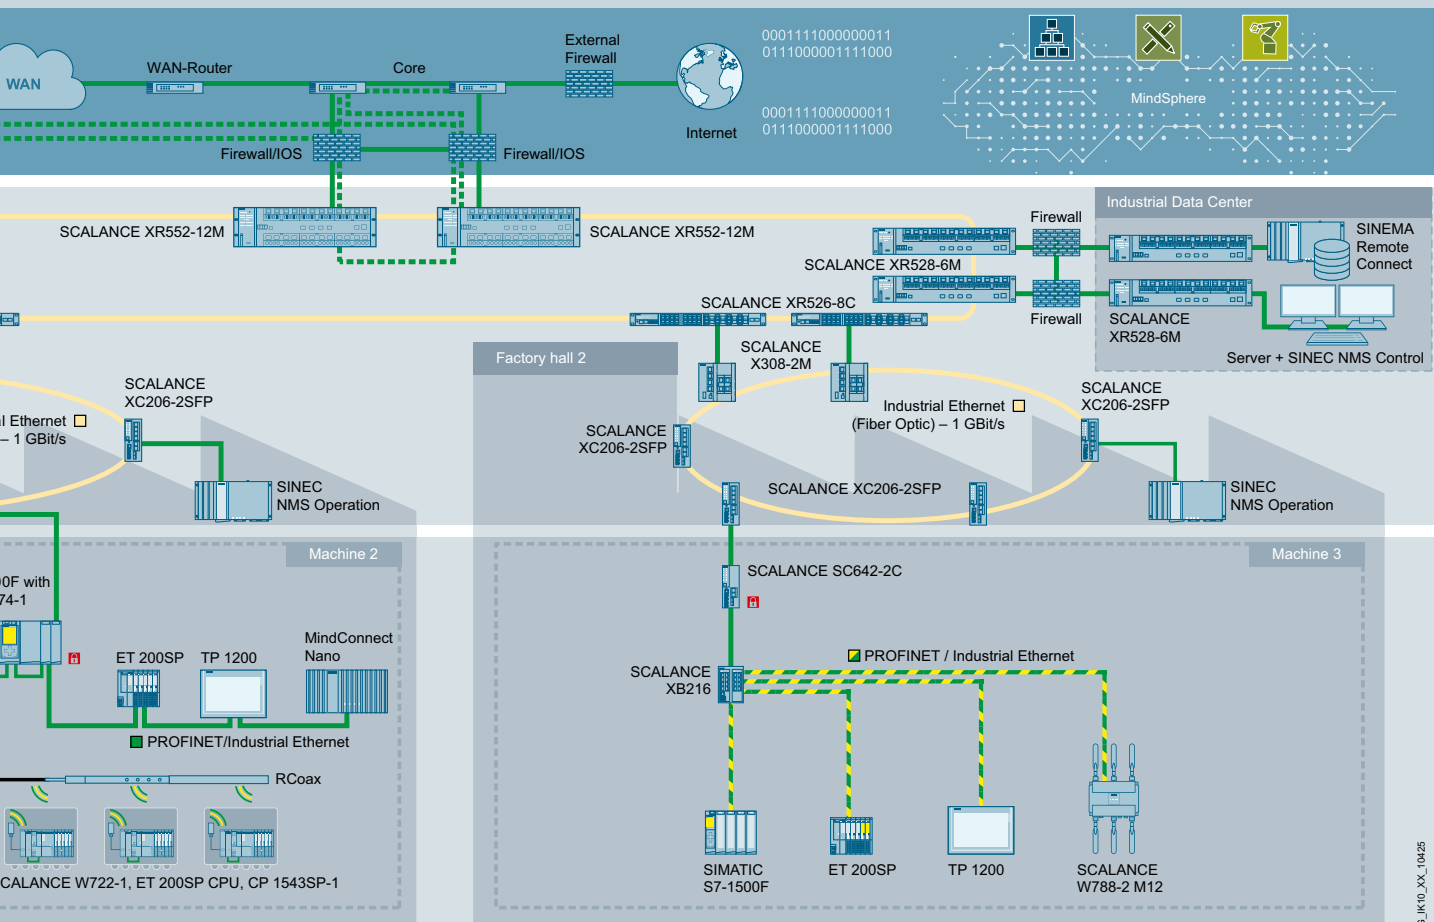 WAN
WAN-Router
Core
External
Firewall
Internet
0001111000000011
0111000001111000
0001111000000011
0111000001111000
MindSphere
Firewall/IOS
Firewall/IOS
SCALANCE XR552-12M
SCALANCE XR552-12M
Firewall
Industrial Data Center
SCALANCE XR528-6M
SINEMA
Remote
Connect
SCALANCE XR526-8C
Firewall
SCALANCE
XR528-6M
Server + SINEC NMS Control
SCALANCE
X308-2M
Factory hall 2
SCALANCE
XC206-2SFP
al Ethernet
– 1 GBit/s
SINEC
NMS Operation
SCALANCE
XC206-2SFP
Industrial Ethernet
(Fiber Optic) – 1 GBit/s
SCALANCE
XC206-2SFP
SCALANCE XC206-2SFP
SINEC
NMS Operation
Machine 2
0F with
74-1
ET 200SP
TP 1200
MindConnect
Nano
PROFINET/Industrial Ethernet
RCoax
CALANCE W722-1, ET 200SP CPU, CP 1543SP-1
Machine 3
SCALANCE SC642-2C
SCALANCE
XB216
PROFINET / Industrial Ethernet
SIMATIC
S7-1500F
ET 200SP
TP 1200
SCALANCE
W788-2 M12
G_IK10_XX_10425